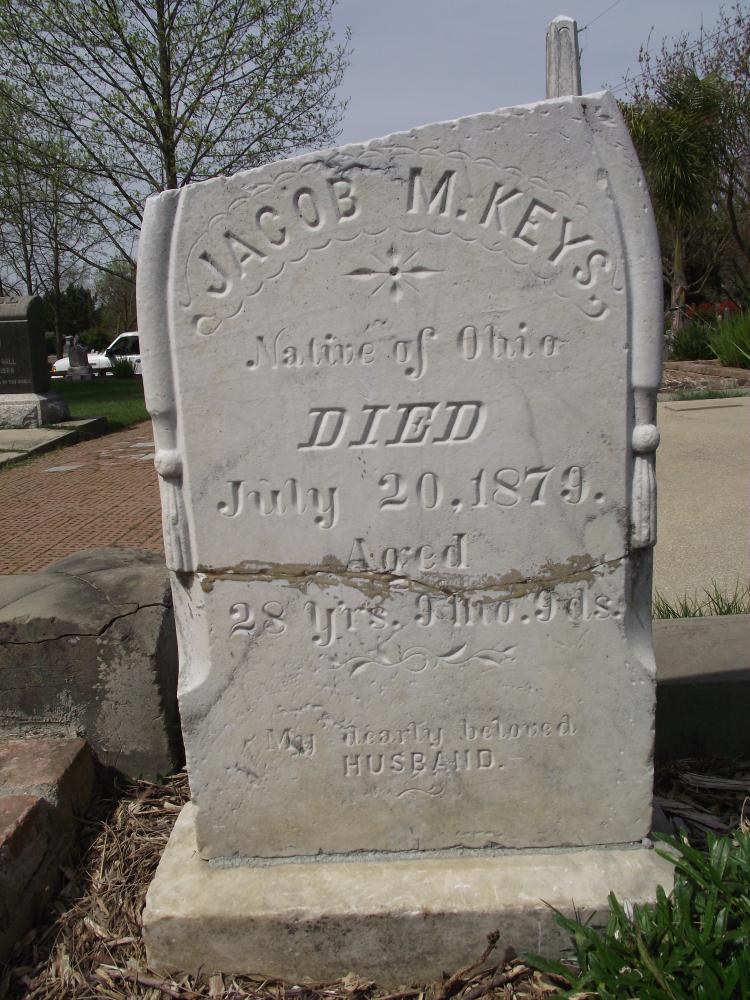 JACOB M. KEYS,
Native of Ohio
DIED
July 20, 1879.
Aged
28 yrs. 9 mo. 9 ds.
My dearly beloved
HUSBAND.